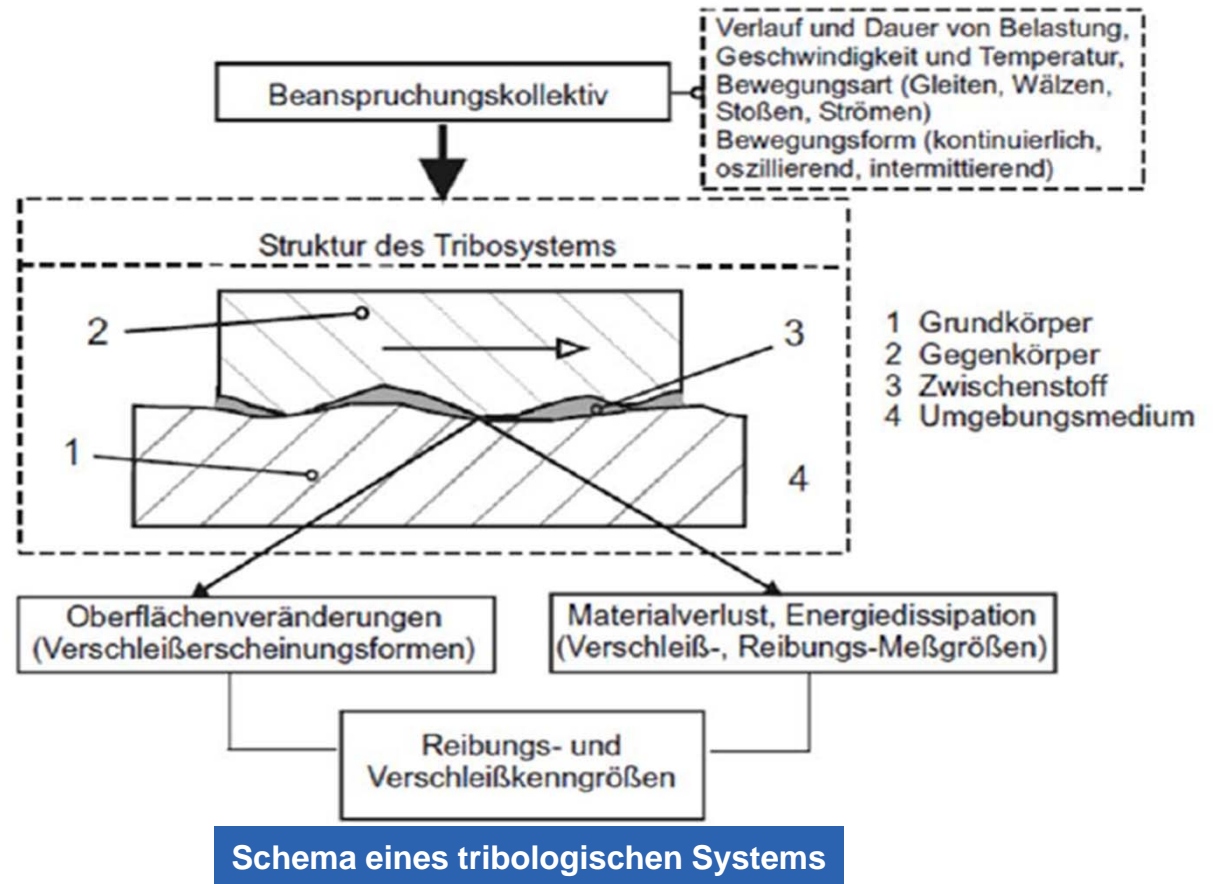 Verlauf und Dauer von Belastung,
Geschwindigkeit und Temperatur,
Bewegungsart (Gleiten, Wälzen,
Stoßen, Strömen)
Bewegungsform (kontinuierlich,
oszillierend, intermittierend)
Beanspruchungskollektiv
Struktur des Tribosystems
2
3
1
4
1 Grundkörper
2 Gegenkörper
3 Zwischenstoff
4 Umgebungsmedium
Oberflächenveränderungen
(Verschleißerscheinungsformen)
Materialverlust, Energiedissipation
(Verschleiß-, Reibungs-Meßgrößen)
Reibungs- und
Verschleißkenngrößen
Schema eines tribologischen Systems